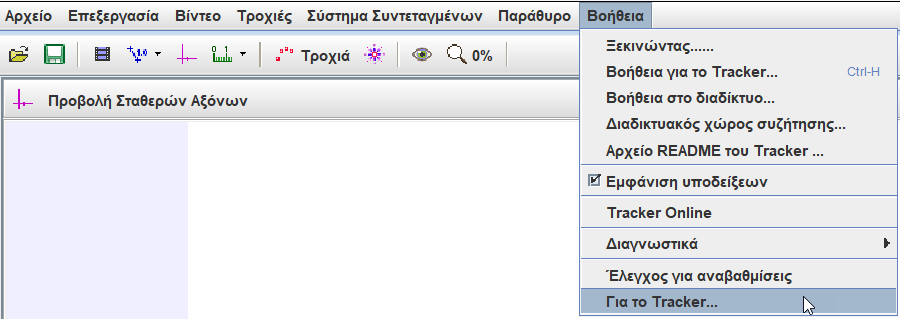 Αρχείο Επεξεργασία Βίντεο Τροχιές Σύστημα Συντεταγμένων Παράθυρο Βοήθεια
Τροχιά 0%
Προβολή Σταθερών Αξόνων
Ξεκινώντας......
Βοήθεια για το Tracker... Ctrl-H
Βοήθεια στο διαδίκτυο...
Διαδικτυακός χώρος συζήτησης...
Αρχείο README του Tracker ...
Εμφάνιση υποδείξεων
Tracker Online
Διαγνωστικά
Έλεγχος για αναβαθμίσεις
Για το Tracker...